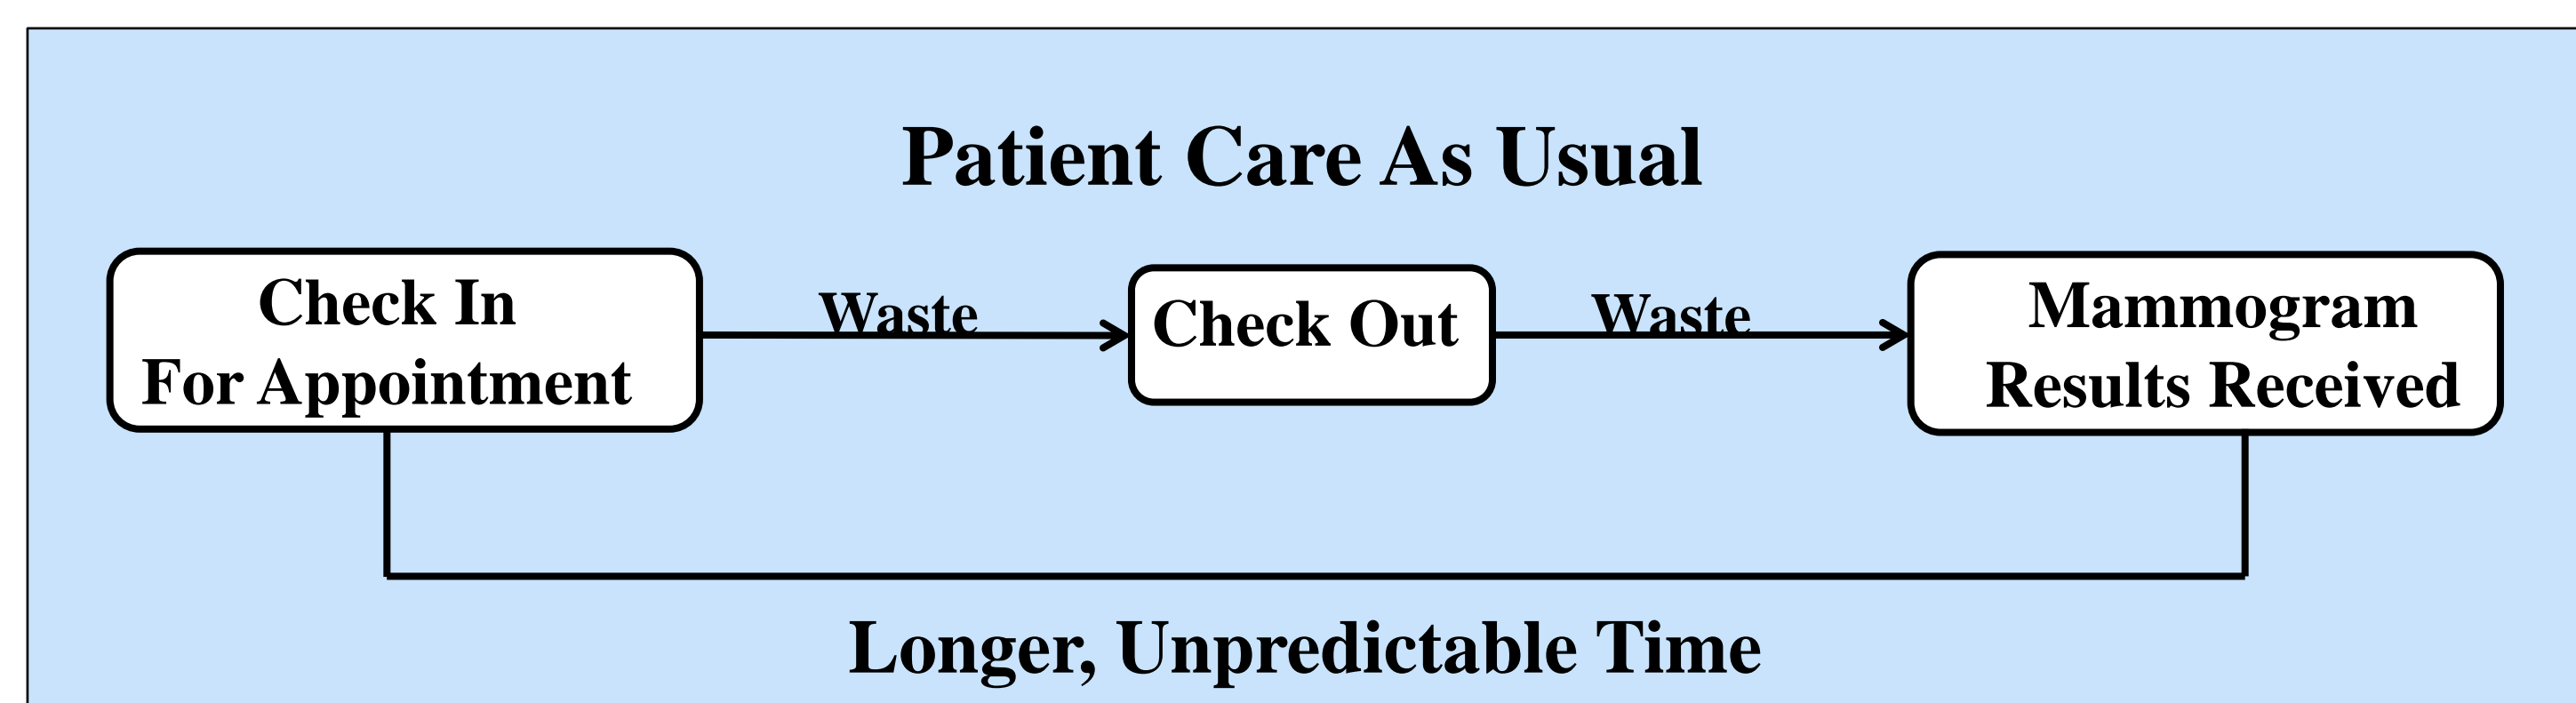 Patient Care As Usual
Check In
For Appointment
Waste
Check Out
Waste
Mammogram
Results Received
Longer, Unpredictable Time